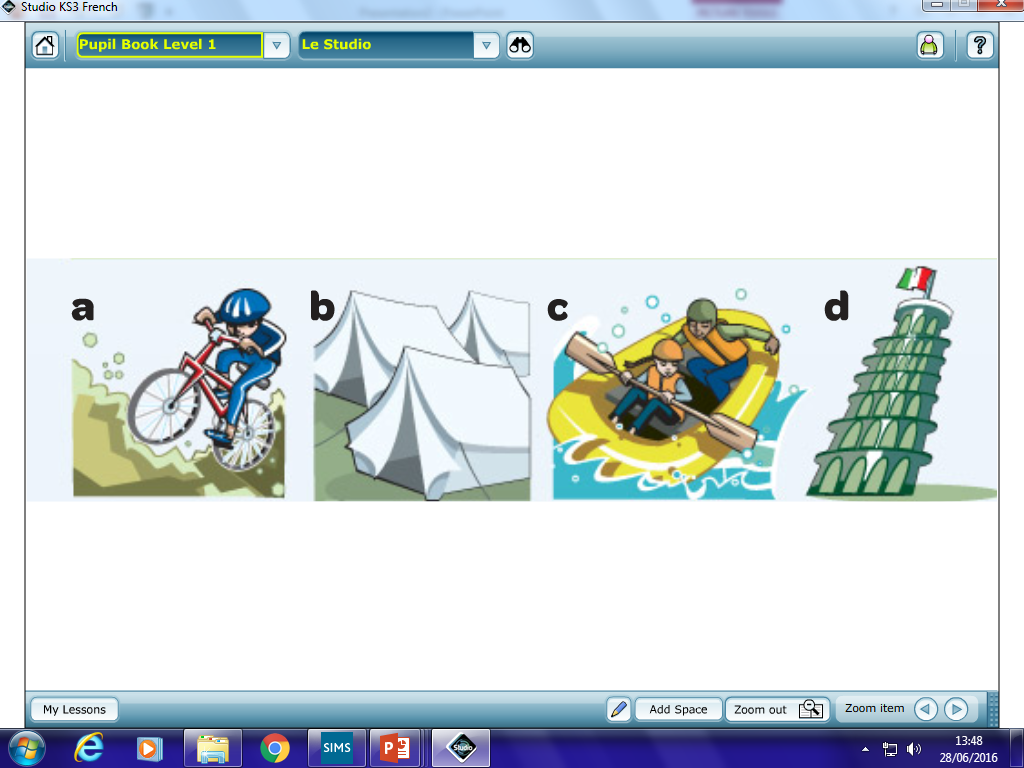 Studio KS3 French
Pupil Book Level 1
Le Studio
?
a
b
c
d
My Lessons
Add Space
Zoom out
Zoom item
SIMS
P
Studio
13:48
28/06/2016